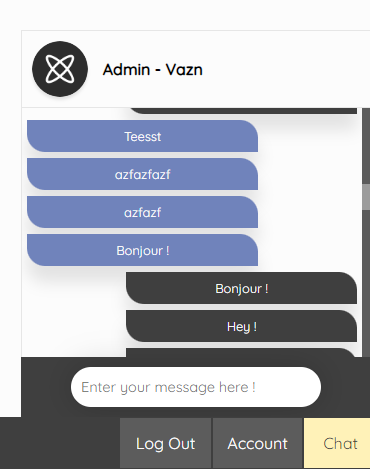 Admin - Vazn
Teesst
azfazfazf
azfazf
Bonjour !
Bonjour !
Hey !
Enter your message here !
Log Out
Account
Chat